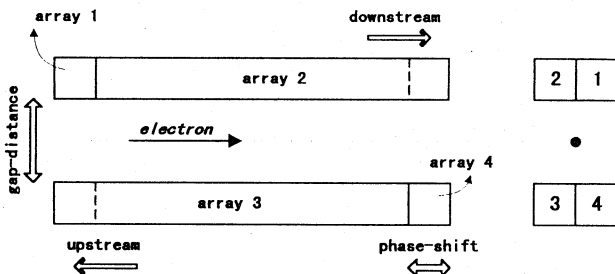 array 1
downstream
array 2
2 1
gap-distance
electron
array 4
array 3
3 4
upstream
phase-shift